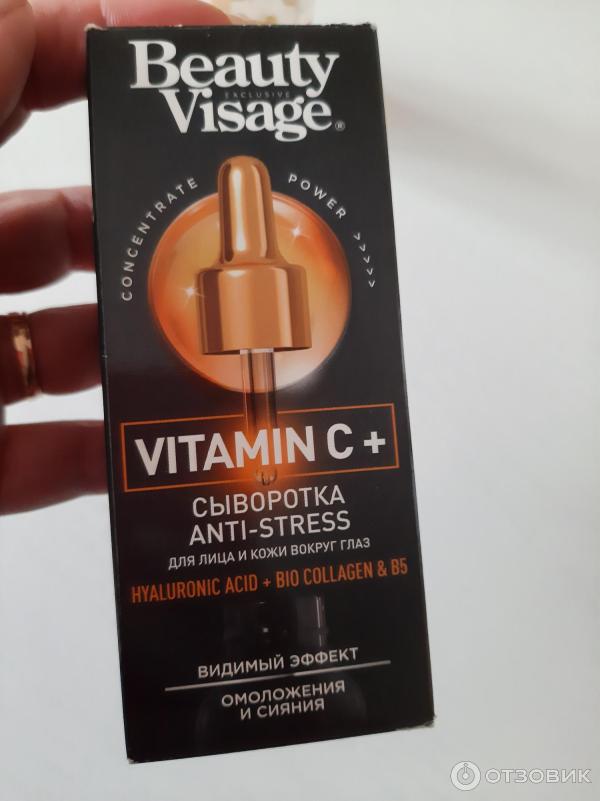 Beauty
EXCLUSIVE
Visage®
CONCENTRATE POWER >>>>>
VITAMIN C +
СЫВОРОТКА
ANTI-STRESS
ДЛЯ ЛИЦА И КОЖИ ВОКРУГ ГЛАЗ
HYALURONIC ACID + BIO COLLAGEN & B5
ВИДИМЫЙ ЭФФЕКТ
ОМОЛОЖЕНИЯ
И СИЯНИЯ
ОТЗОВИК